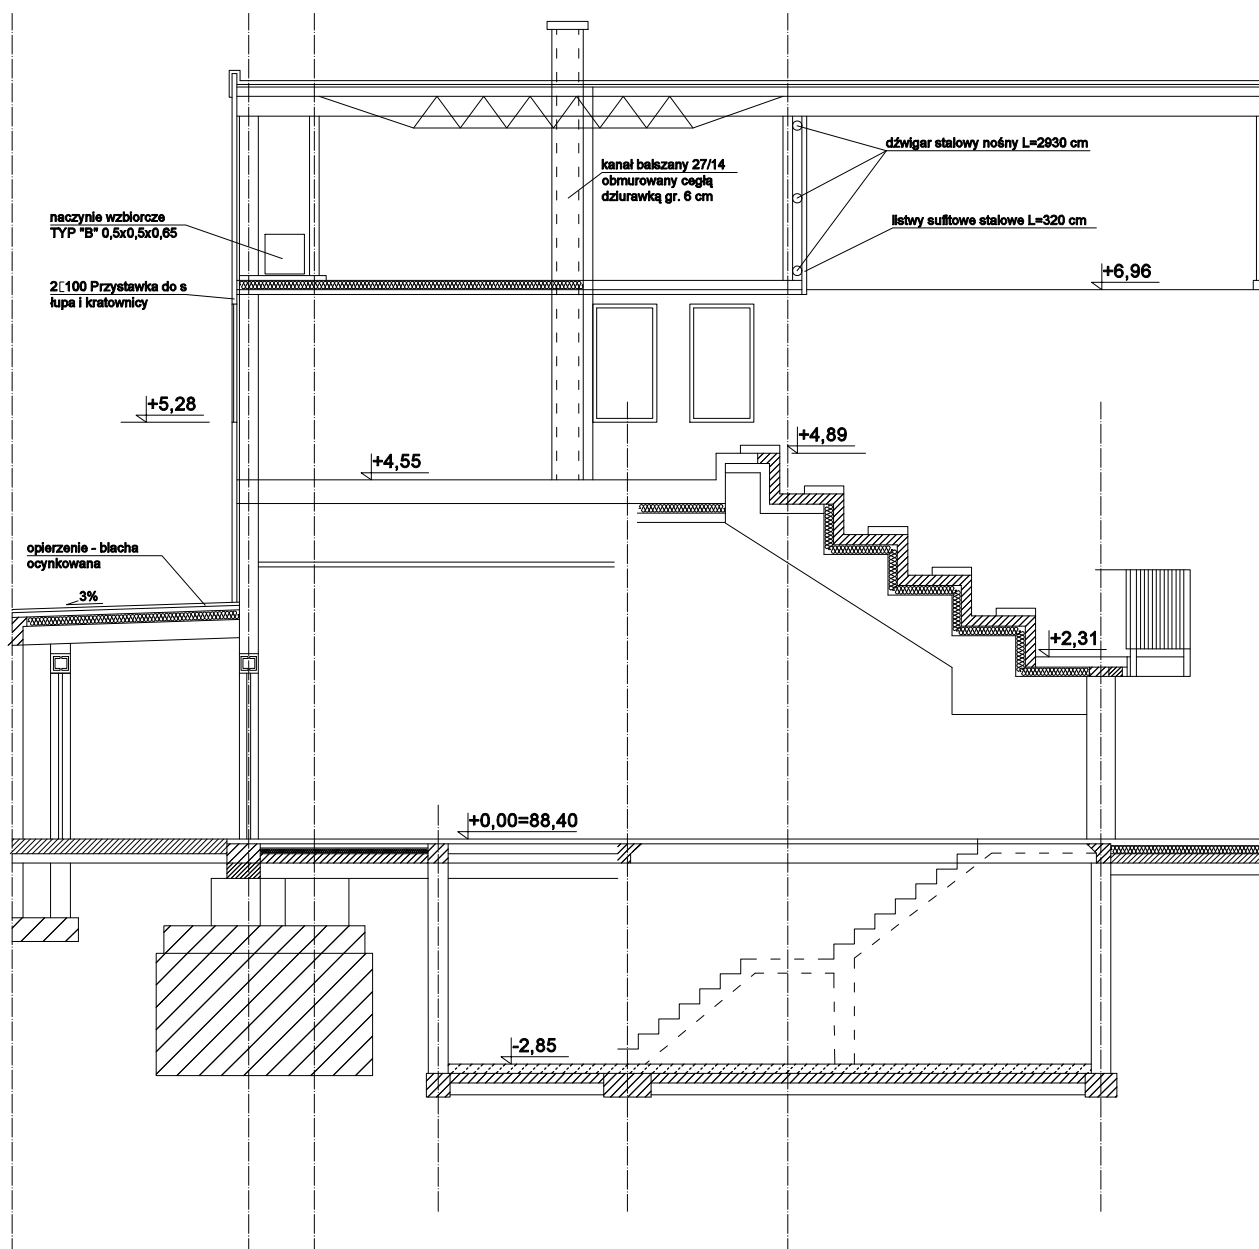 dźwigar stalowy nośny L=2930 cm
kanał balszany 27/14
obmurowany cegłą
dziurawką gr. 6 cm
naczynie wzbiorcze
TYP "B" 0,5x0,5x0,65
listwy sufitowe stalowe L=320 cm
+6,96
2[100 Przystawka do s
łupa i kratownicy
+5,28
+4,89
+4,55
opierzenie - blacha
ocynkowana
3%
+2,31
+0,00=88,40
-2,85